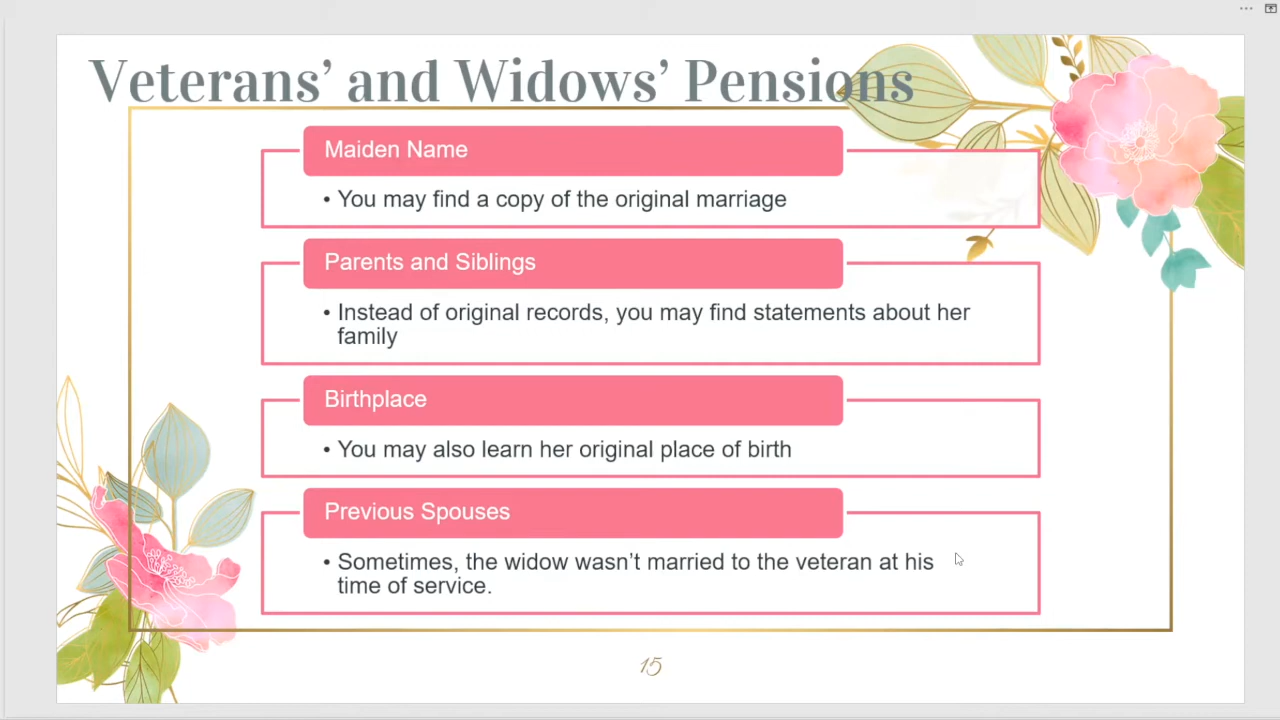 Veterans’ and Widows’ Pensions
Maiden Name
• You may find a copy of the original marriage
Parents and Siblings
• Instead of original records, you may find statements about her
family
Birthplace
• You may also learn her original place of birth
Previous Spouses
• Sometimes, the widow wasn’t married to the veteran at his
time of service.
15